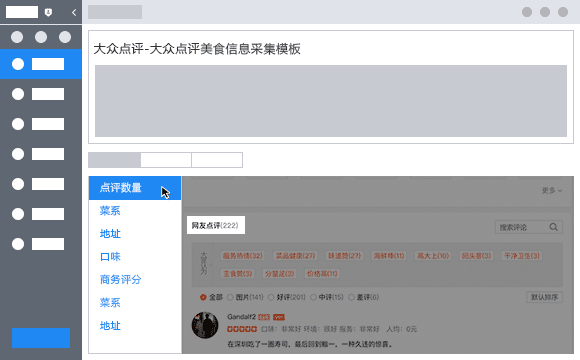 大众点评-大众点评美食信息采集模板
点评数量
菜系
地址
口味
商务评分
菜系
地址
更多
网友点评(222)
搜索评论
大家认为
服务热情(32) 菜品健康(27) 味道赞(27) 海鲜棒(11) 高大上(10) 回头客(3) 干净卫生(3)
主食赞(3) 分量足(3) 价格高(11)
全部 图片(141) 好评(201) 中评(15) 差评(6)
默认排序
Gandalf2
口味：非常好 环境：很好 服务：非常好 人均：0元
在深圳吃了一圈寿司，最后回到船一，一种久违的惊喜。